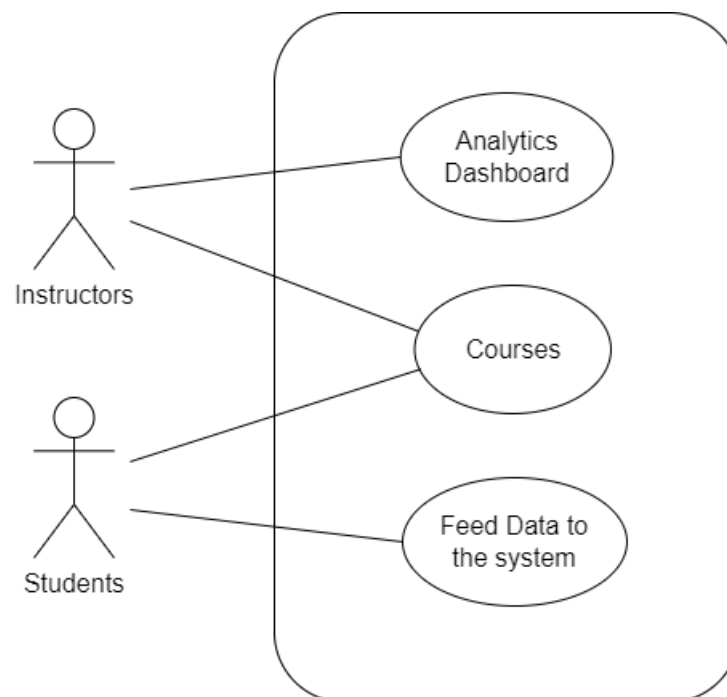 Analytics
Dashboard
Instructors
Courses
Feed Data to
the system
Students